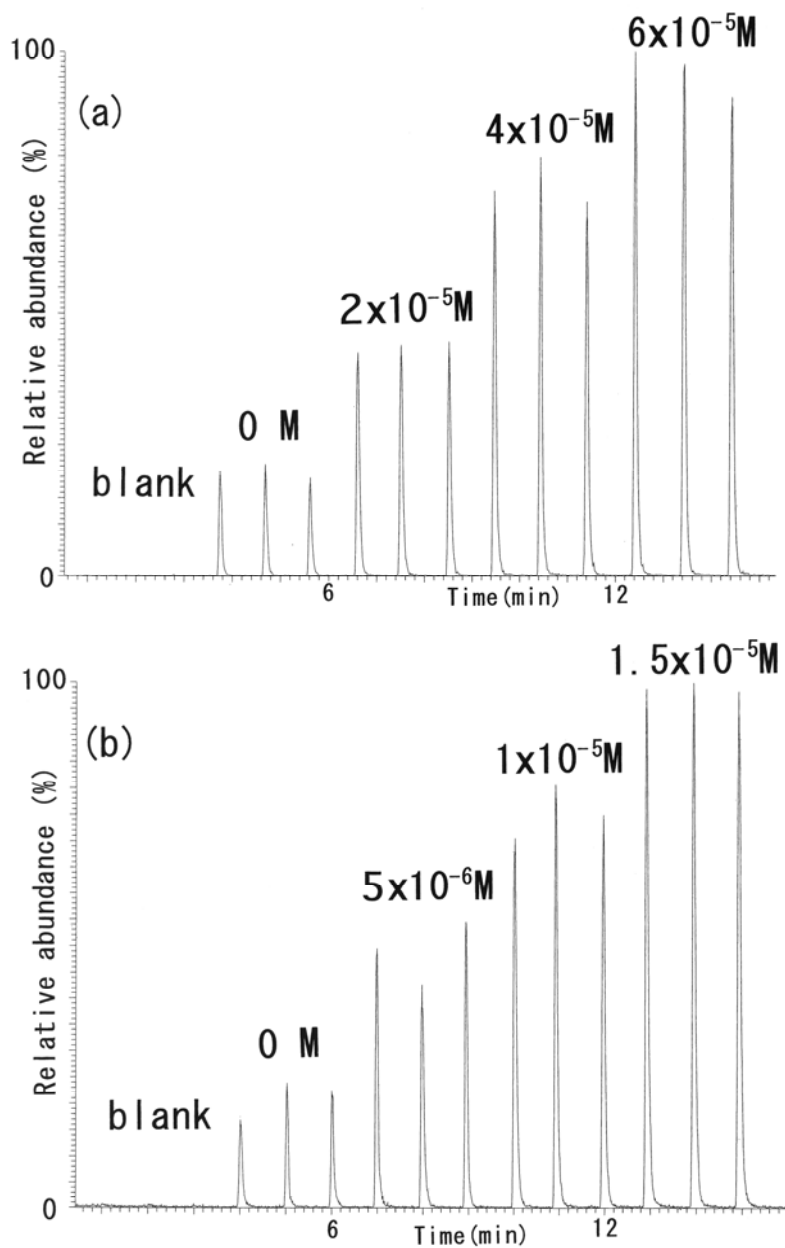 100
(a)
6x10⁻⁵M
4x10⁻⁵M
2x10⁻⁵M
0 M
blank
Relative abundance (%)
0
6
Time(min)
12
100
(b)
1.5x10⁻⁵M
1x10⁻⁵M
5x10⁻⁶M
0 M
blank
Relative abundance (%)
0
6
Time(min)
12